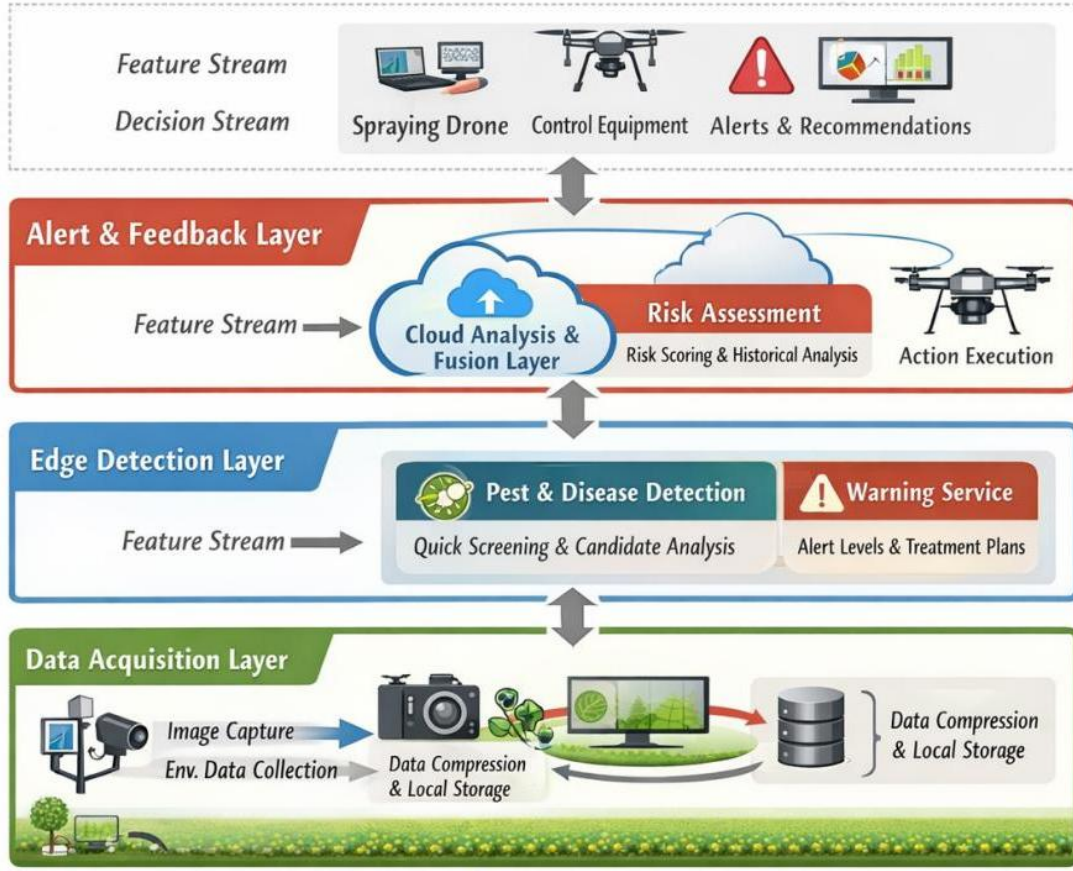 Feature Stream
Decision Stream
Spraying Drone
Control Equipment
Alerts & Recommendations
Alert & Feedback Layer
Feature Stream
Cloud Analysis &
Fusion Layer
Risk Assessment
Risk Scoring & Historical Analysis
Action Execution
Edge Detection Layer
Feature Stream
Pest & Disease Detection
Quick Screening & Candidate Analysis
Warning Service
Alert Levels & Treatment Plans
Data Acquisition Layer
Image Capture
Env. Data Collection
Data Compression
& Local Storage
Data Compression
& Local Storage